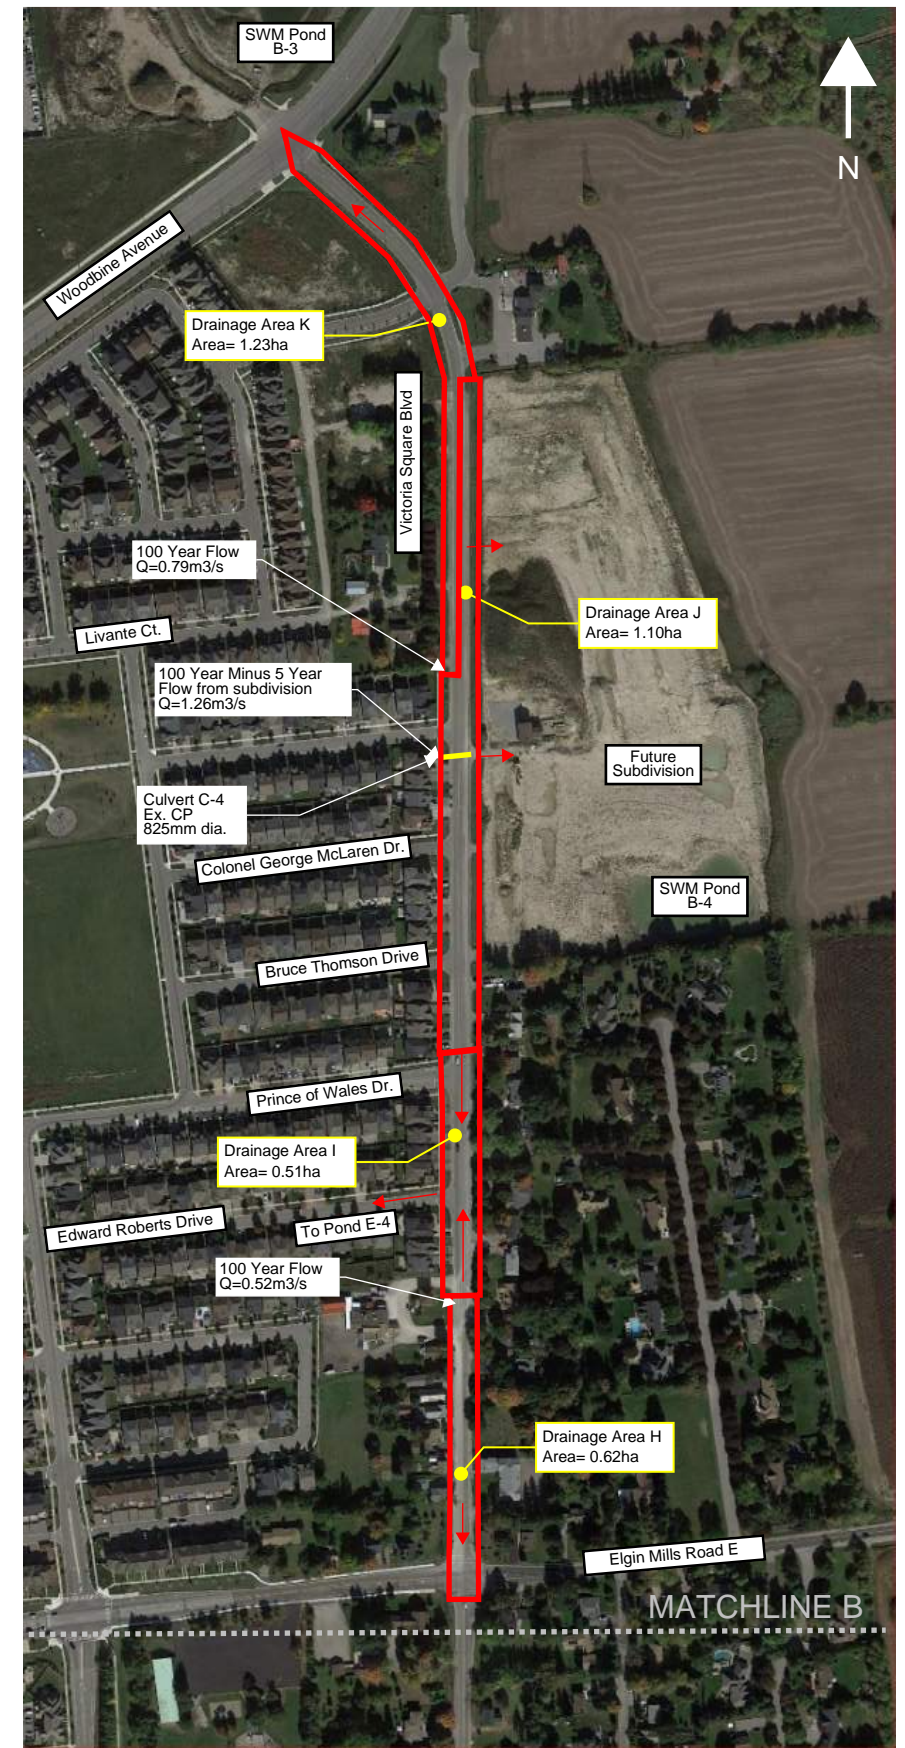 SWM Pond
B-3
N
Woodbine Avenue
Drainage Area K
Area= 1.23ha
Victoria Square Blvd
100 Year Flow
Q=0.79m3/s
Drainage Area J
Area= 1.10ha
Livante Ct.
100 Year Minus 5 Year
Flow from subdivision
Q=1.26m3/s
Future
Subdivision
Culvert C-4
Ex. CP
825mm dia.
Colonel George McLaren Dr.
SWM Pond
B-4
Bruce Thomson Drive
Prince of Wales Dr.
Drainage Area I
Area= 0.51ha
Edward Roberts Drive
To Pond E-4
100 Year Flow
Q=0.52m3/s
Drainage Area H
Area= 0.62ha
Elgin Mills Road E
MATCHLINE B